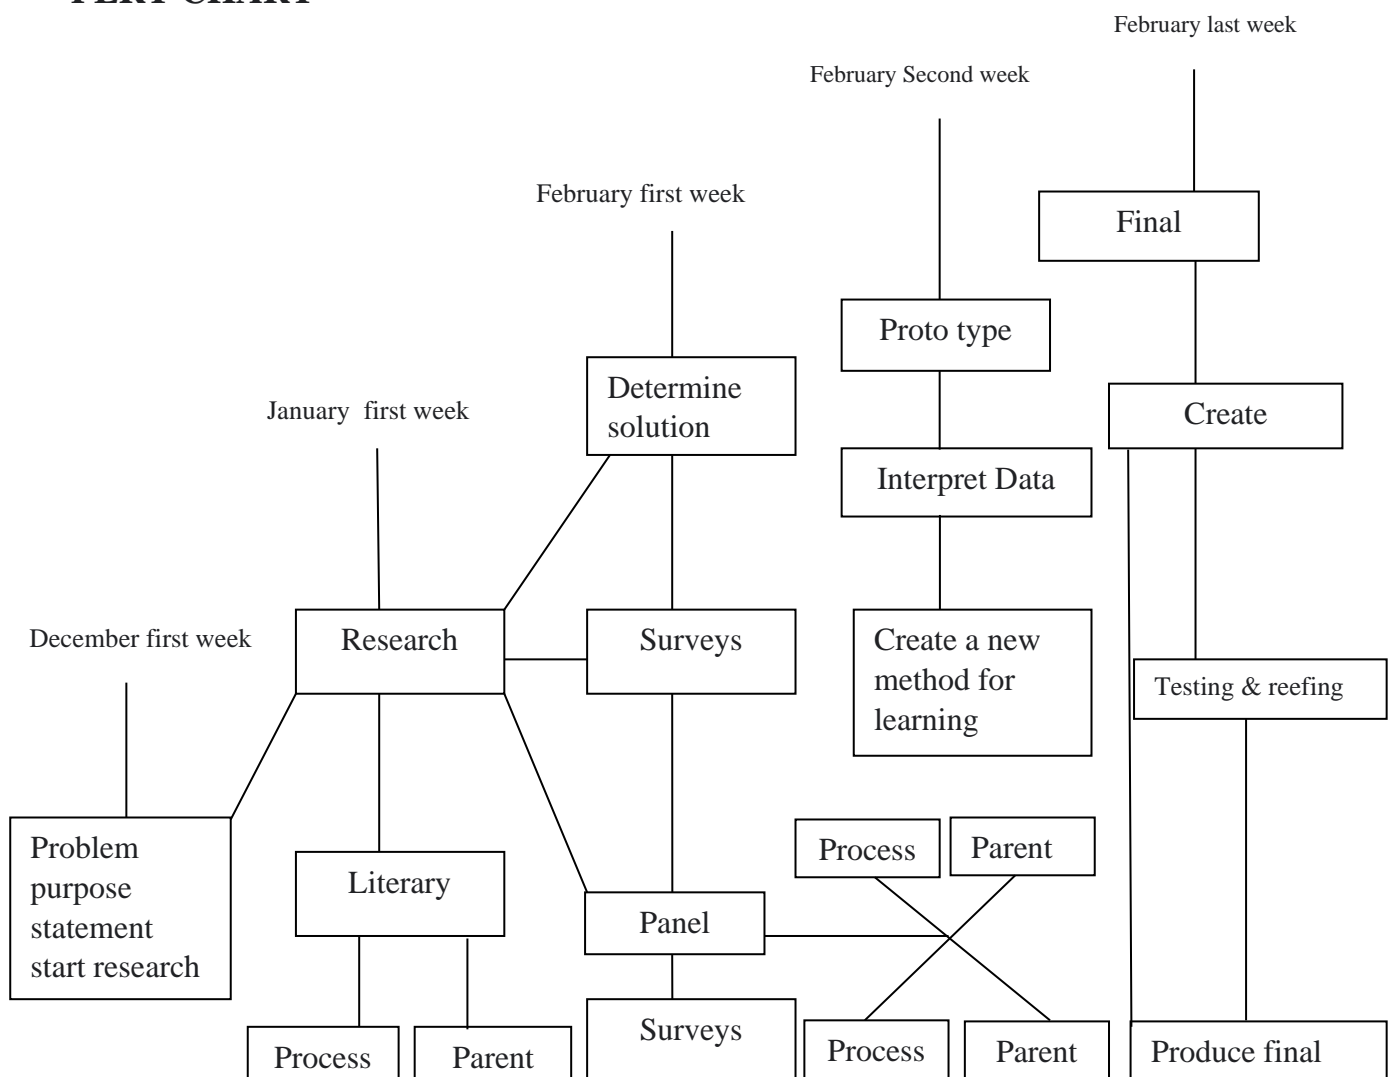 PERT CHART
February last week
February Second week
February first week
Final
Proto type
Determine
solution
January  first week
Create
Interpret Data
December first week
Research
Surveys
Create a new
method for
learning
Testing & reefing
Problem
purpose
statement
start research
Literary
Process
Parent
Panel
Surveys
Process
Parent
Process
Parent
Produce final